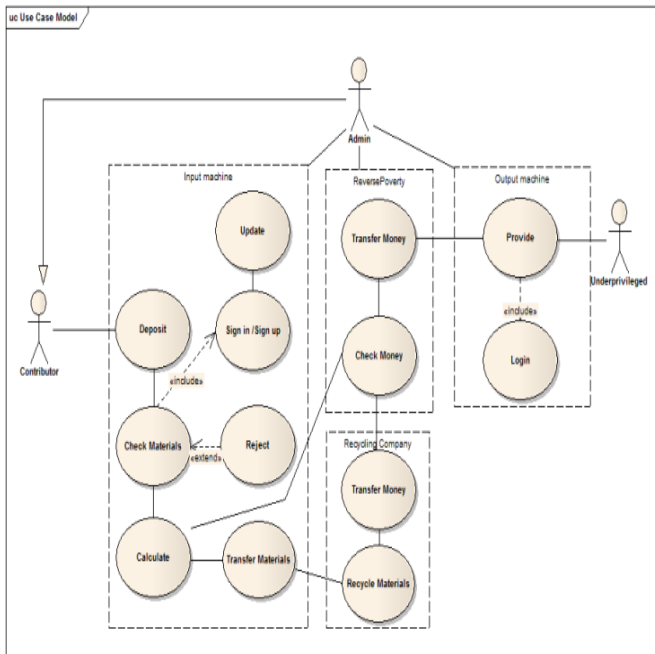 uc Use Case Model
Admin
Input machine
ReversePoverty
Output machine
Update
Transfer Money
Provide
Underprivileged
Contributor
Deposit
Sign in /Sign up
«include»
Login
Check Money
«include»
Check Materials
Reject
«extend»
Recycling Company
Transfer Money
Calculate
Transfer Materials
Recycle Materials